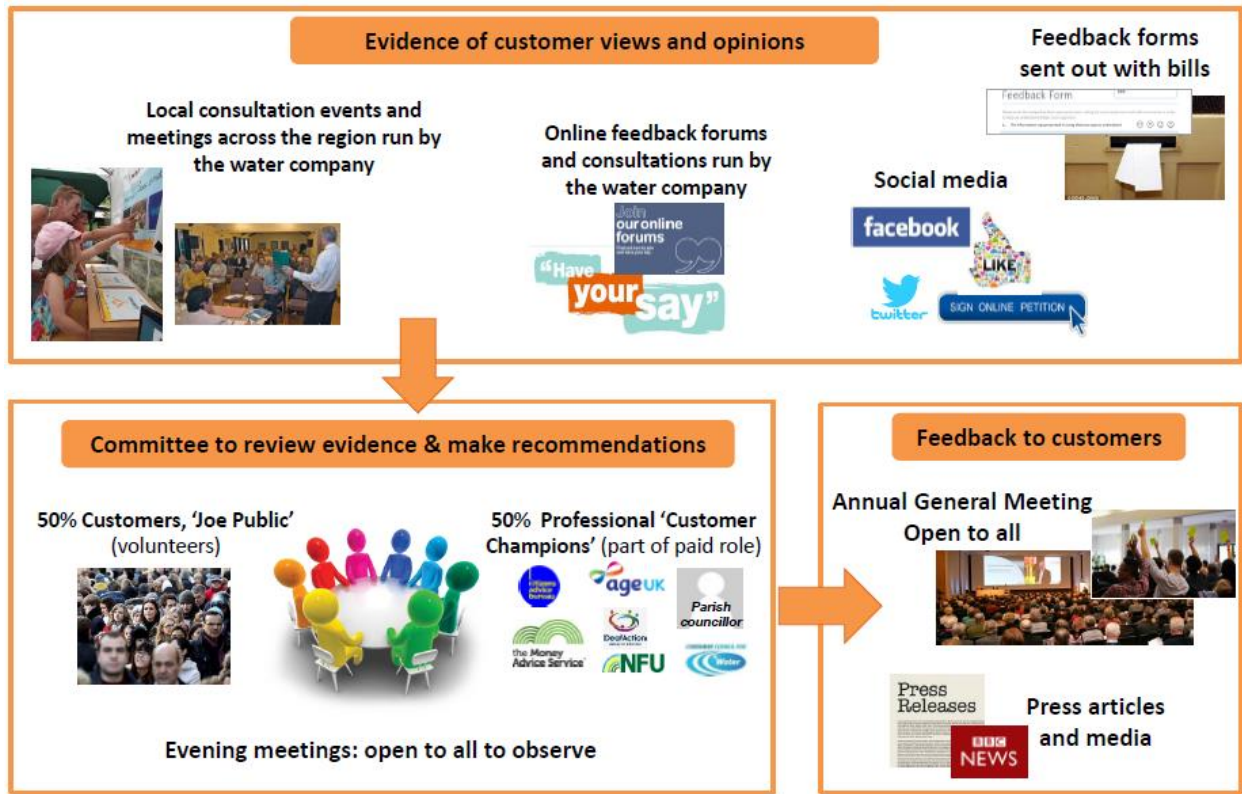 Evidence of customer views and opinions
Local consultation events and
meetings across the region run by
the water company
Online feedback forums
and consultations run by
the water company
Join
our online
forums
"Have
your
say"
Social media
facebook
LIKE
twitter
SIGN ONLINE PETITION
Feedback forms
sent out with bills
Feedback Form
Committee to review evidence & make recommendations
50% Customers, 'Joe Public'
(volunteers)
50% Professional 'Customer
Champions' (part of paid role)
citizens
advice
bureau
age UK
Parish
councillor
the Money
Advice Service
DeafAction
NFU
Water
Evening meetings: open to all to observe
Feedback to customers
Annual General Meeting
Open to all
Press
Releases
BBC
NEWS
Press articles
and media